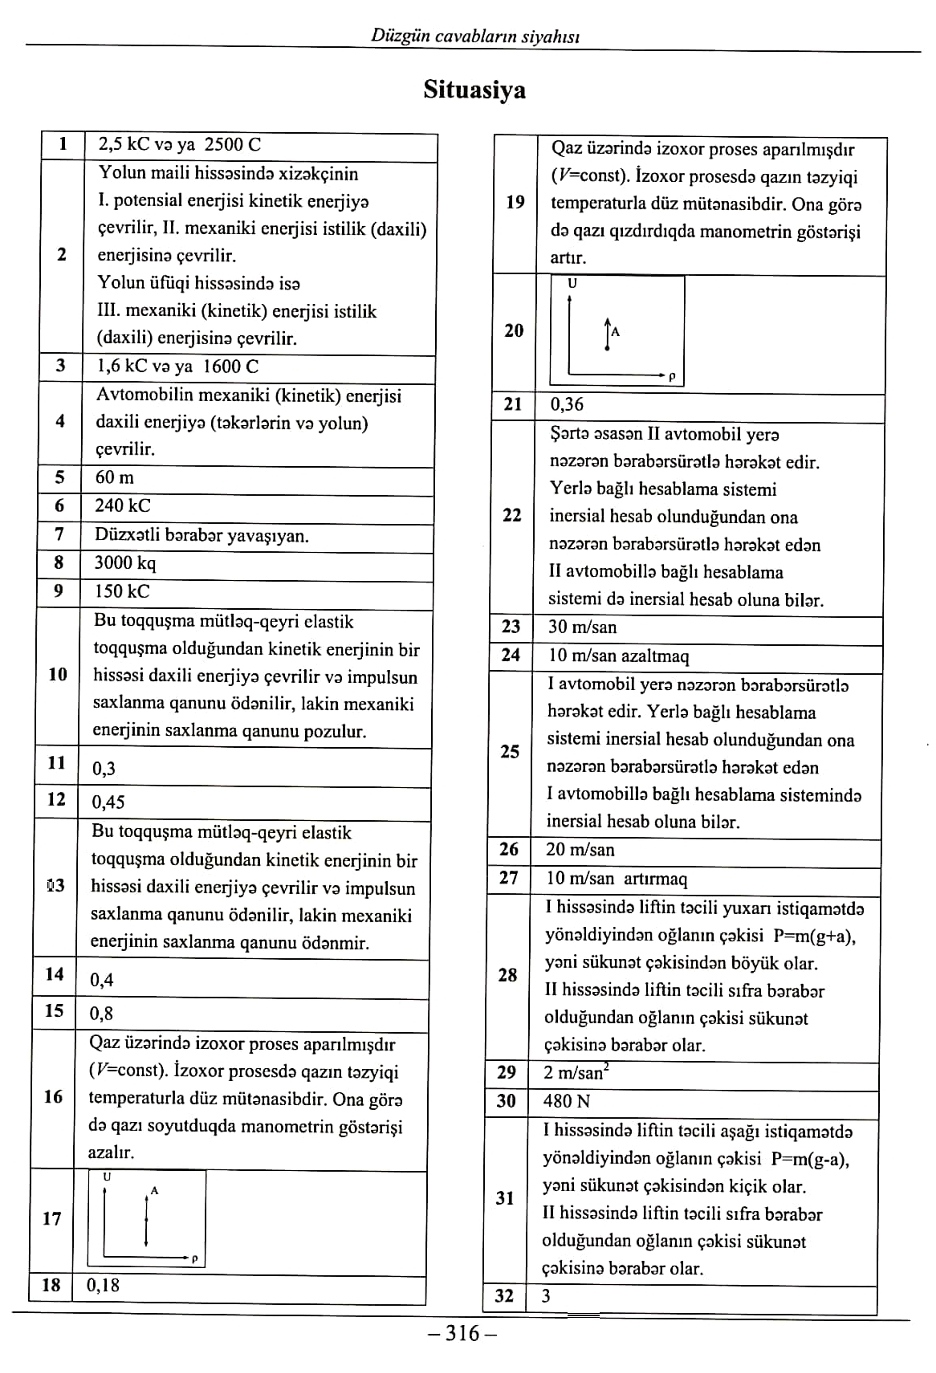 Düzgün cavabların siyahısı
Situasiya
1 2,5 kC və ya 2500 C
2 Yolun maili hissəsində xizəkçinin
I. potensial enerjisi kinetik enerjiyə
çevrilir, II. mexaniki enerjisi istilik (daxili)
enerjisinə çevrilir.
Yolun üfüqi hissəsində isə
III. mexaniki (kinetik) enerjisi istilik
(daxili) enerjisinə çevrilir.
3 1,6 kC və ya 1600 C
4 Avtomobilin mexaniki (kinetik) enerjisi
daxili enerjiyə (təkərlərin və yolun)
çevrilir.
5 60 m
6 240 kC
7 Düzxətli bərabər yavaşıyan.
8 3000 kq
9 150 kC
10 Bu toqquşma mütləq-qeyri elastik
toqquşma olduğundan kinetik enerjinin bir
hissəsi daxili enerjiyə çevrilir və impulsun
saxlanma qanunu ödənilir, lakin mexaniki
enerjinin saxlanma qanunu pozulur.
11 0,3
12 0,45
13 Bu toqquşma mütləq-qeyri elastik
toqquşma olduğundan kinetik enerjinin bir
hissəsi daxili enerjiyə çevrilir və impulsun
saxlanma qanunu ödənilir, lakin mexaniki
enerjinin saxlanma qanunu ödənmir.
14 0,4
15 0,8
16 Qaz üzərində izoxor proses aparılmışdır
(V=const). İzoxor prosesdə qazın təzyiqi
temperaturla düz mütənasibdir. Ona görə
də qazı soyutduqda manometrin göstərişi
azalır.
17 U A ρ
18 0,18
19 Qaz üzərində izoxor proses aparılmışdır
(V=const). İzoxor prosesdə qazın təzyiqi
temperaturla düz mütənasibdir. Ona görə
də qazı qızdırdıqda manometrin göstərişi
artır.
20 U A ρ
21 0,36
22 Şərtə əsasən II avtomobil yerə
nəzərən bərabərsürətlə hərəkət edir.
Yerlə bağlı hesablama sistemi
inersial hesab olunduğundan ona
nəzərən bərabərsürətlə hərəkət edən
II avtomobillə bağlı hesablama
sistemi də inersial hesab oluna bilər.
23 30 m/san
24 10 m/san azaltmaq
25 I avtomobil yerə nəzərən bərabərsürətlə
hərəkət edir. Yerlə bağlı hesablama
sistemi inersial hesab olunduğundan ona
nəzərən bərabərsürətlə hərəkət edən
I avtomobillə bağlı hesablama sistemində
inersial hesab oluna bilər.
26 20 m/san
27 10 m/san artırmaq
28 I hissəsində liftin təcili yuxarı istiqamətdə
yönəldiyindən oğlanın çəkisi P=m(g+a),
yəni sükunət çəkisindən böyük olar.
II hissəsində liftin təcili sıfra bərabər
olduğundan oğlanın çəkisi sükunət
çəkisinə bərabər olar.
29 2 m/san²
30 480 N
31 I hissəsində liftin təcili aşağı istiqamətdə
yönəldiyindən oğlanın çəkisi P=m(g-a),
yəni sükunət çəkisindən kiçik olar.
II hissəsində liftin təcili sıfra bərabər
olduğundan oğlanın çəkisi sükunət
çəkisinə bərabər olar.
32 3
– 316 –